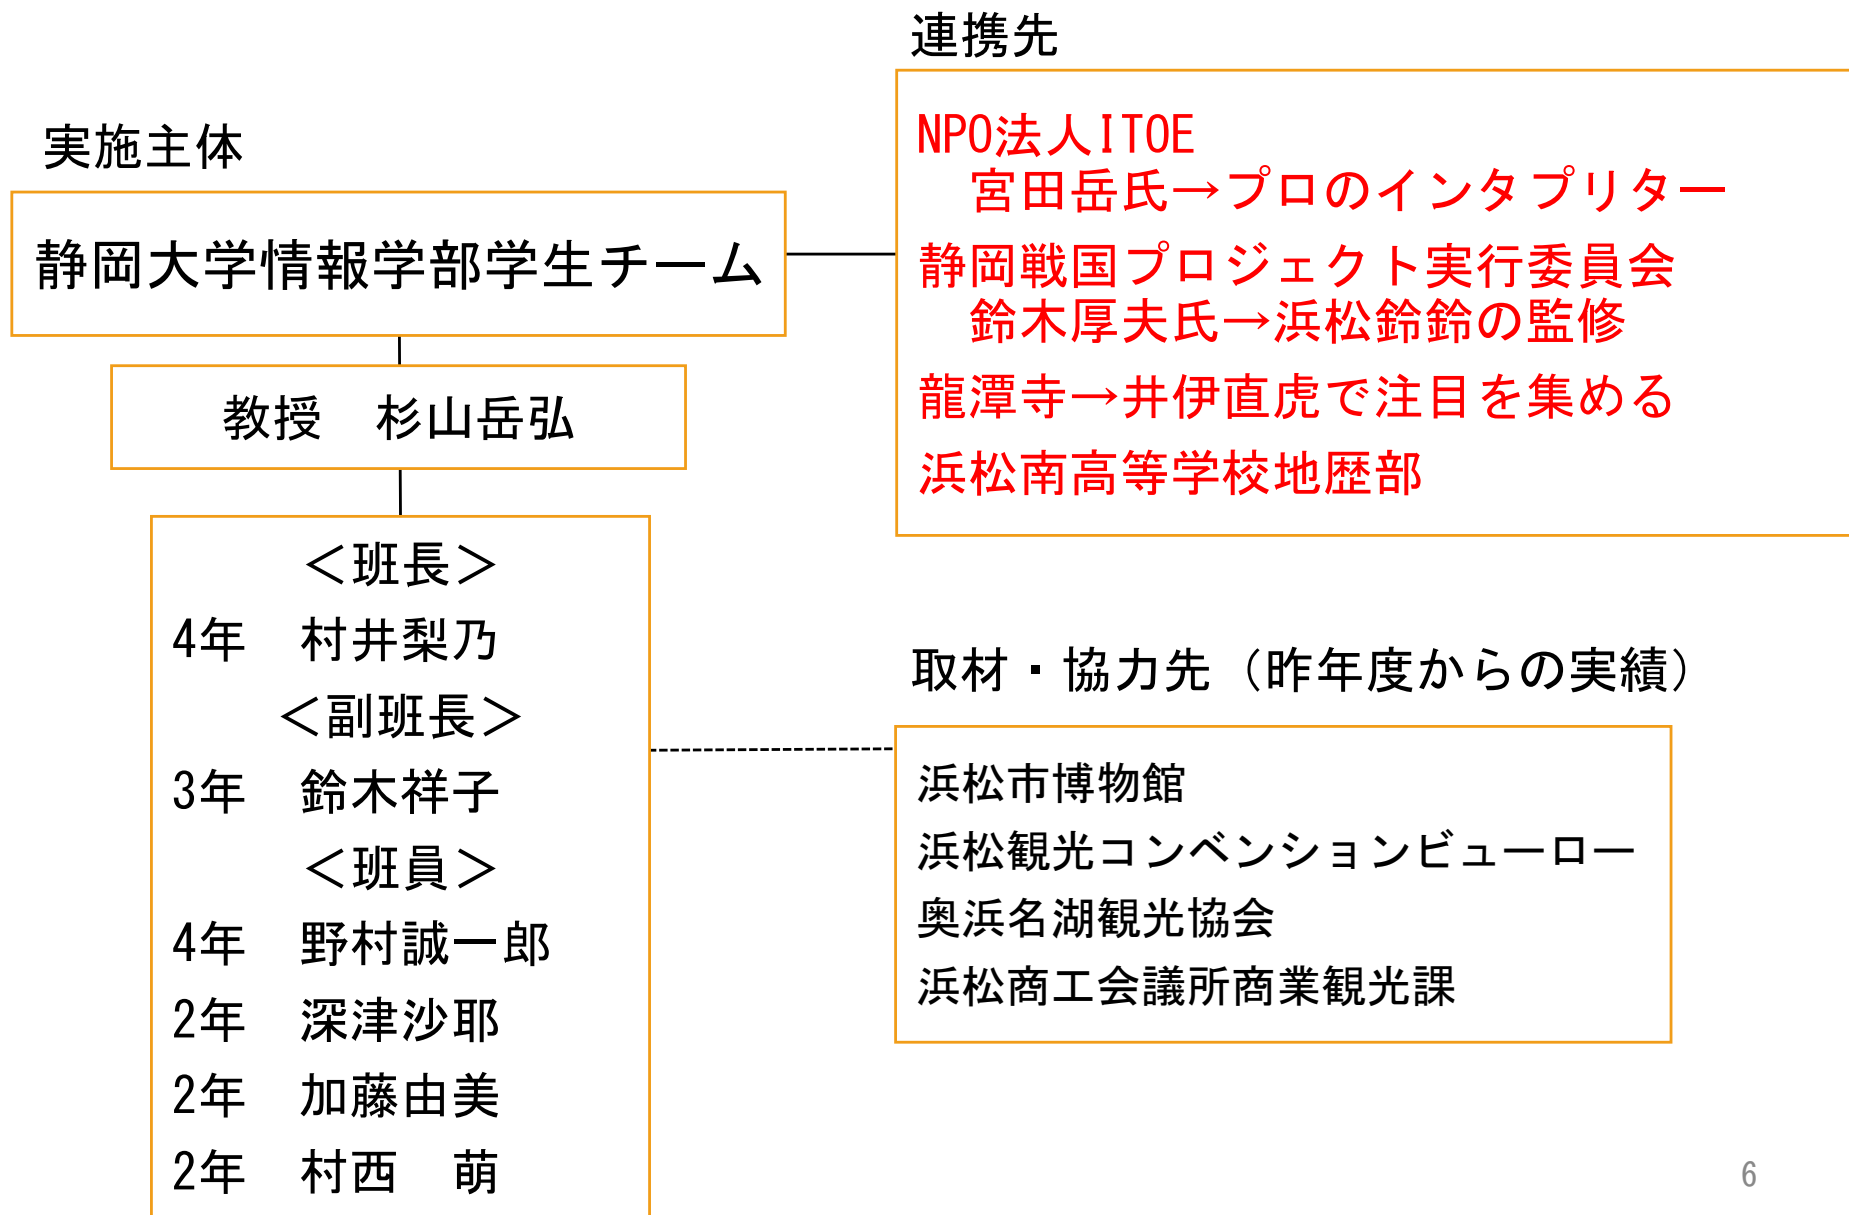 実施主体
静岡大学情報学部学生チーム
教授　杉山岳弘
＜班長＞
4年　村井梨乃
＜副班長＞
3年　鈴木祥子
＜班員＞
4年　野村誠一郎
2年　深津沙耶
2年　加藤由美
2年　村西　萌
連携先
NPO法人ITOE
　宮田岳氏→プロのインタプリター
静岡戦国プロジェクト実行委員会
　鈴木厚夫氏→浜松鈴鈴の監修
龍潭寺→井伊直虎で注目を集める
浜松南高等学校地歴部
取材・協力先（昨年度からの実績）
浜松市博物館
浜松観光コンベンションビューロー
奥浜名湖観光協会
浜松商工会議所商業観光課
6